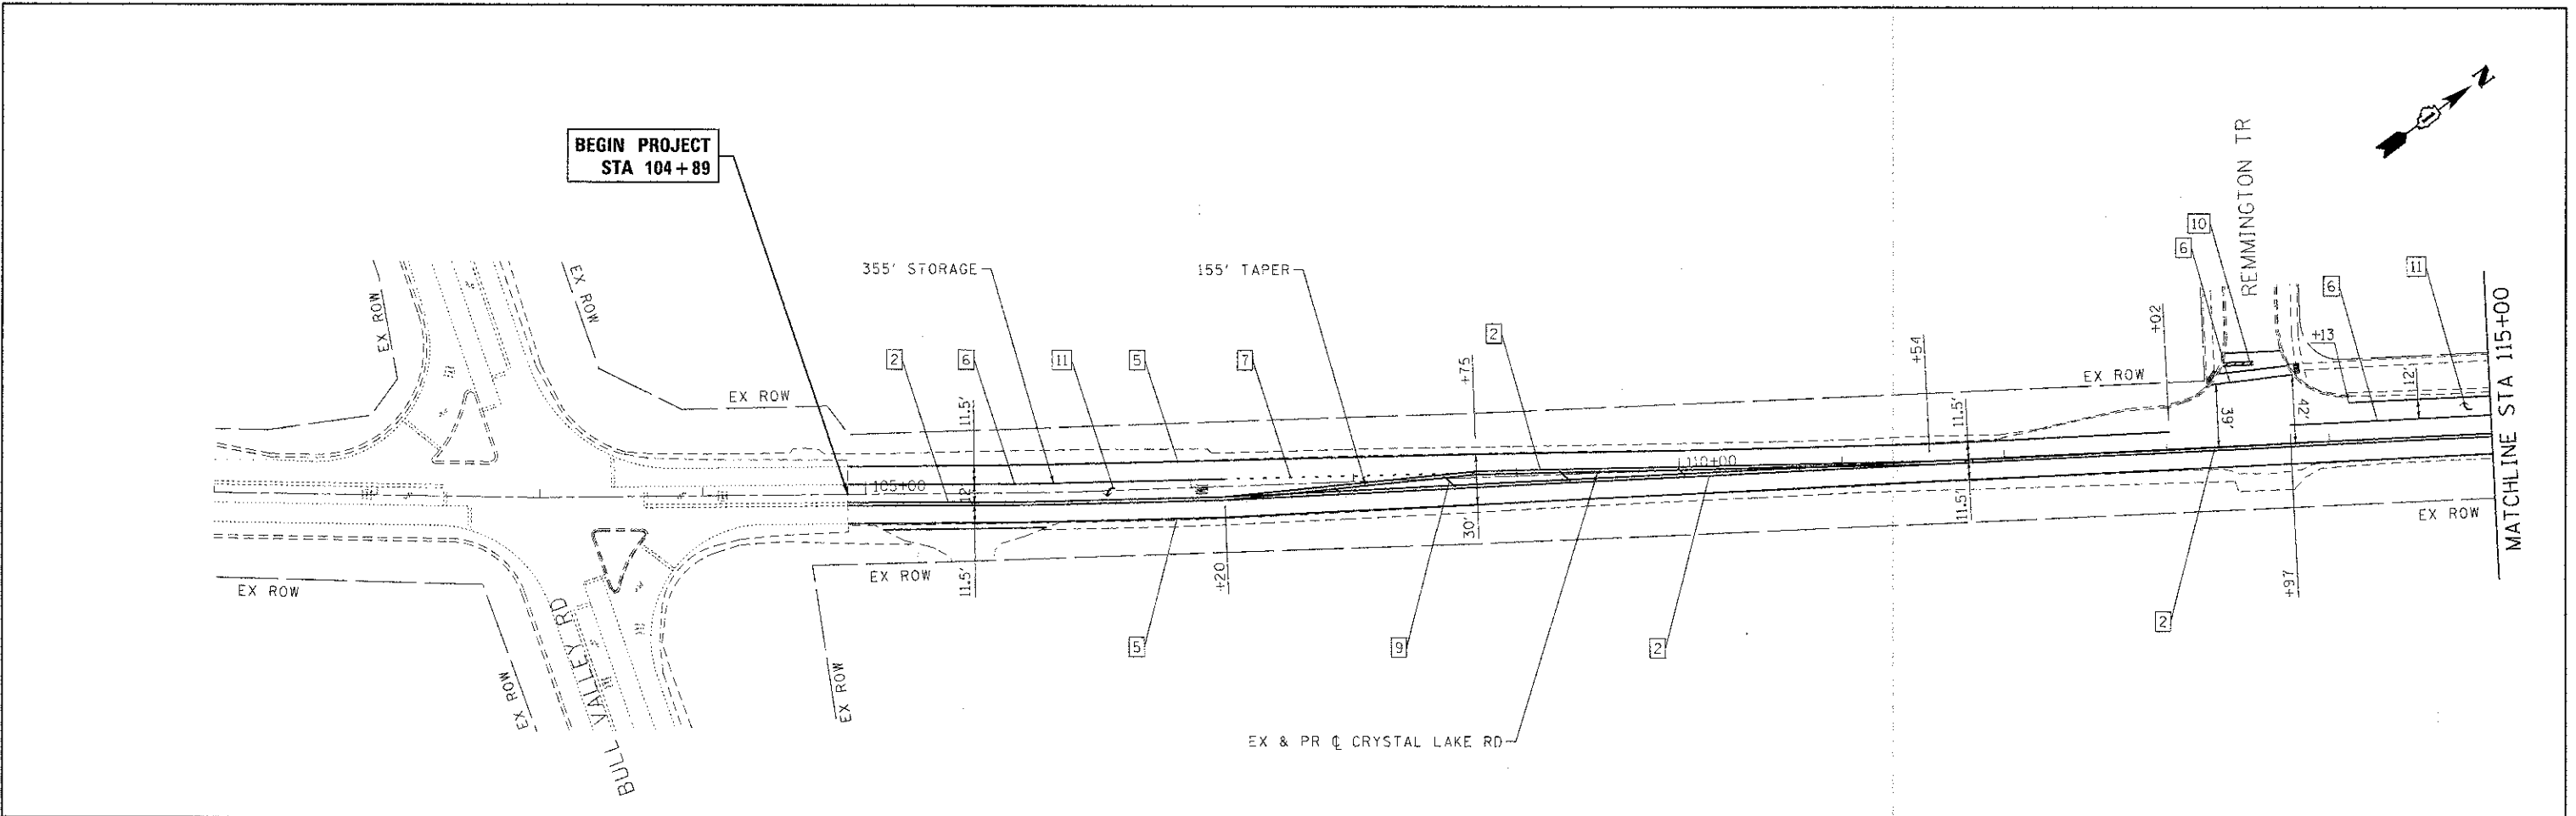 BEGIN PROJECT
STA 104+89
N
REMMINGTON TR
10
6
11
6
355' STORAGE
155' TAPER
EX ROW
EX ROW
EX ROW
EX ROW
2
6
11
5
7
2
+75
+54
+02
+13
12'
11.5'
11.5'
39'
42'
105+00
12'
110+00
30'
11.5'
11.5'
+20
+97
EX ROW
EX ROW
EX ROW
EX ROW
EX ROW
5
9
2
2
BULL VALLEY RD
EX & PR ℄ CRYSTAL LAKE RD
MATCHLINE STA 115+00